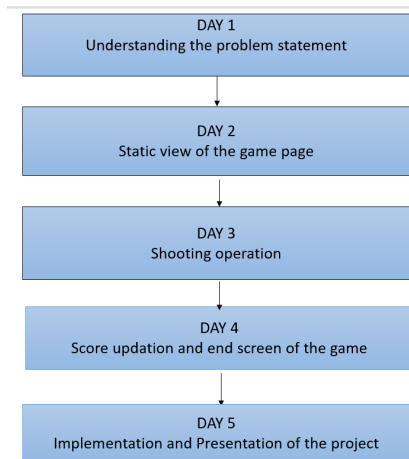 DAY 1
Understanding the problem statement
DAY 2
Static view of the game page
DAY 3
Shooting operation
DAY 4
Score updation and end screen of the game
DAY 5
Implementation and Presentation of the project